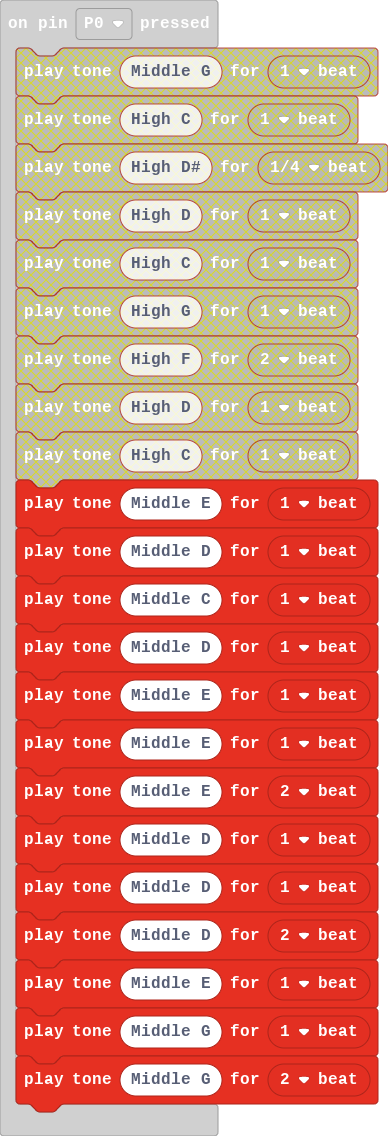 on pin P0 pressed
play tone Middle G for 1 beat
play tone High C for 1 beat
play tone High D# for 1/4 beat
play tone High D for 1 beat
play tone High C for 1 beat
play tone High G for 1 beat
play tone High F for 2 beat
play tone High D for 1 beat
play tone High C for 1 beat
play tone Middle E for 1 beat
play tone Middle D for 1 beat
play tone Middle C for 1 beat
play tone Middle D for 1 beat
play tone Middle E for 1 beat
play tone Middle E for 1 beat
play tone Middle E for 2 beat
play tone Middle D for 1 beat
play tone Middle D for 1 beat
play tone Middle D for 2 beat
play tone Middle E for 1 beat
play tone Middle G for 1 beat
play tone Middle G for 2 beat